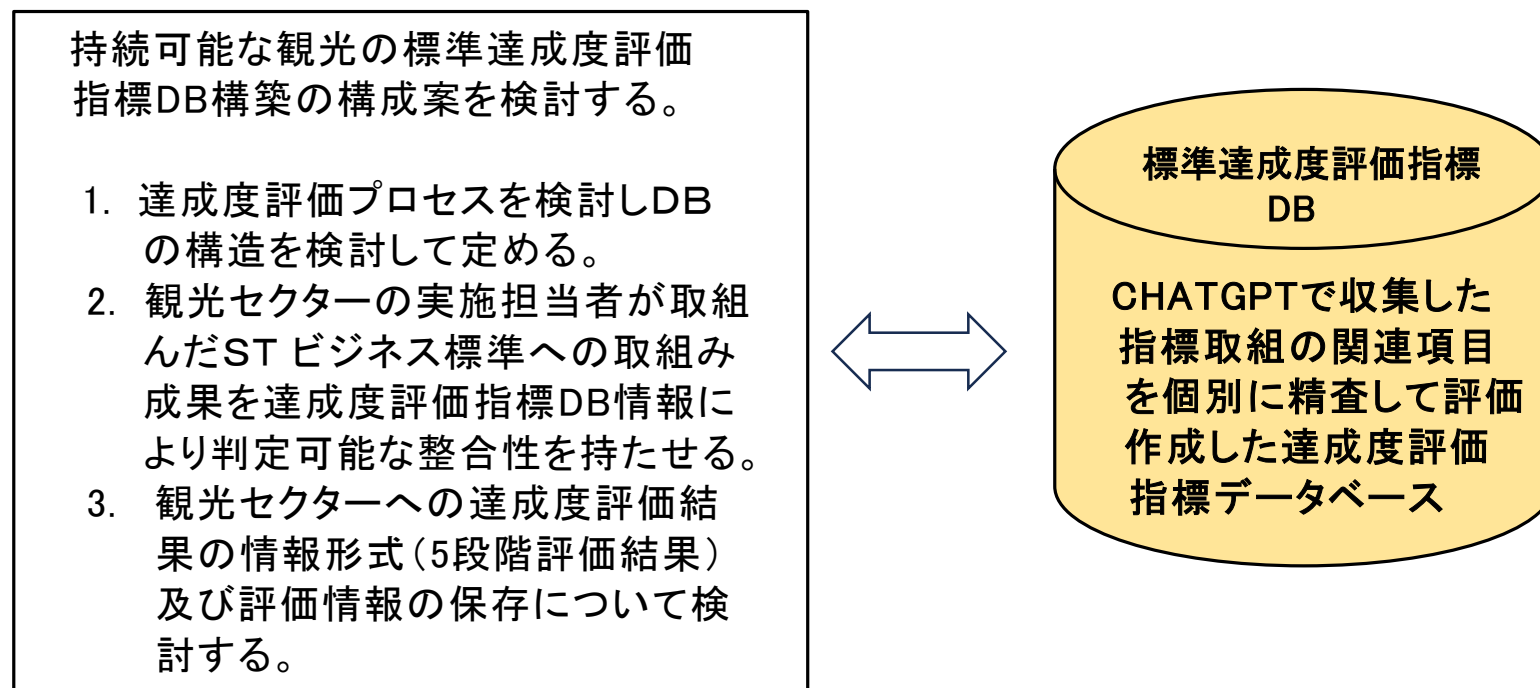 持続可能な観光の標準達成度評価
指標DB構築の構成案を検討する。
1. 達成度評価プロセスを検討しDB
の構造を検討して定める。
2. 観光セクターの実施担当者が取組
んだST ビジネス標準への取組み
成果を達成度評価指標DB情報に
より判定可能な整合性を持たせる。
3. 観光セクターへの達成度評価結
果の情報形式(5段階評価結果)
及び評価情報の保存について検
討する。
標準達成度評価指標
DB
CHATGPTで収集した
指標取組の関連項目
を個別に精査して評価
作成した達成度評価
指標データベース